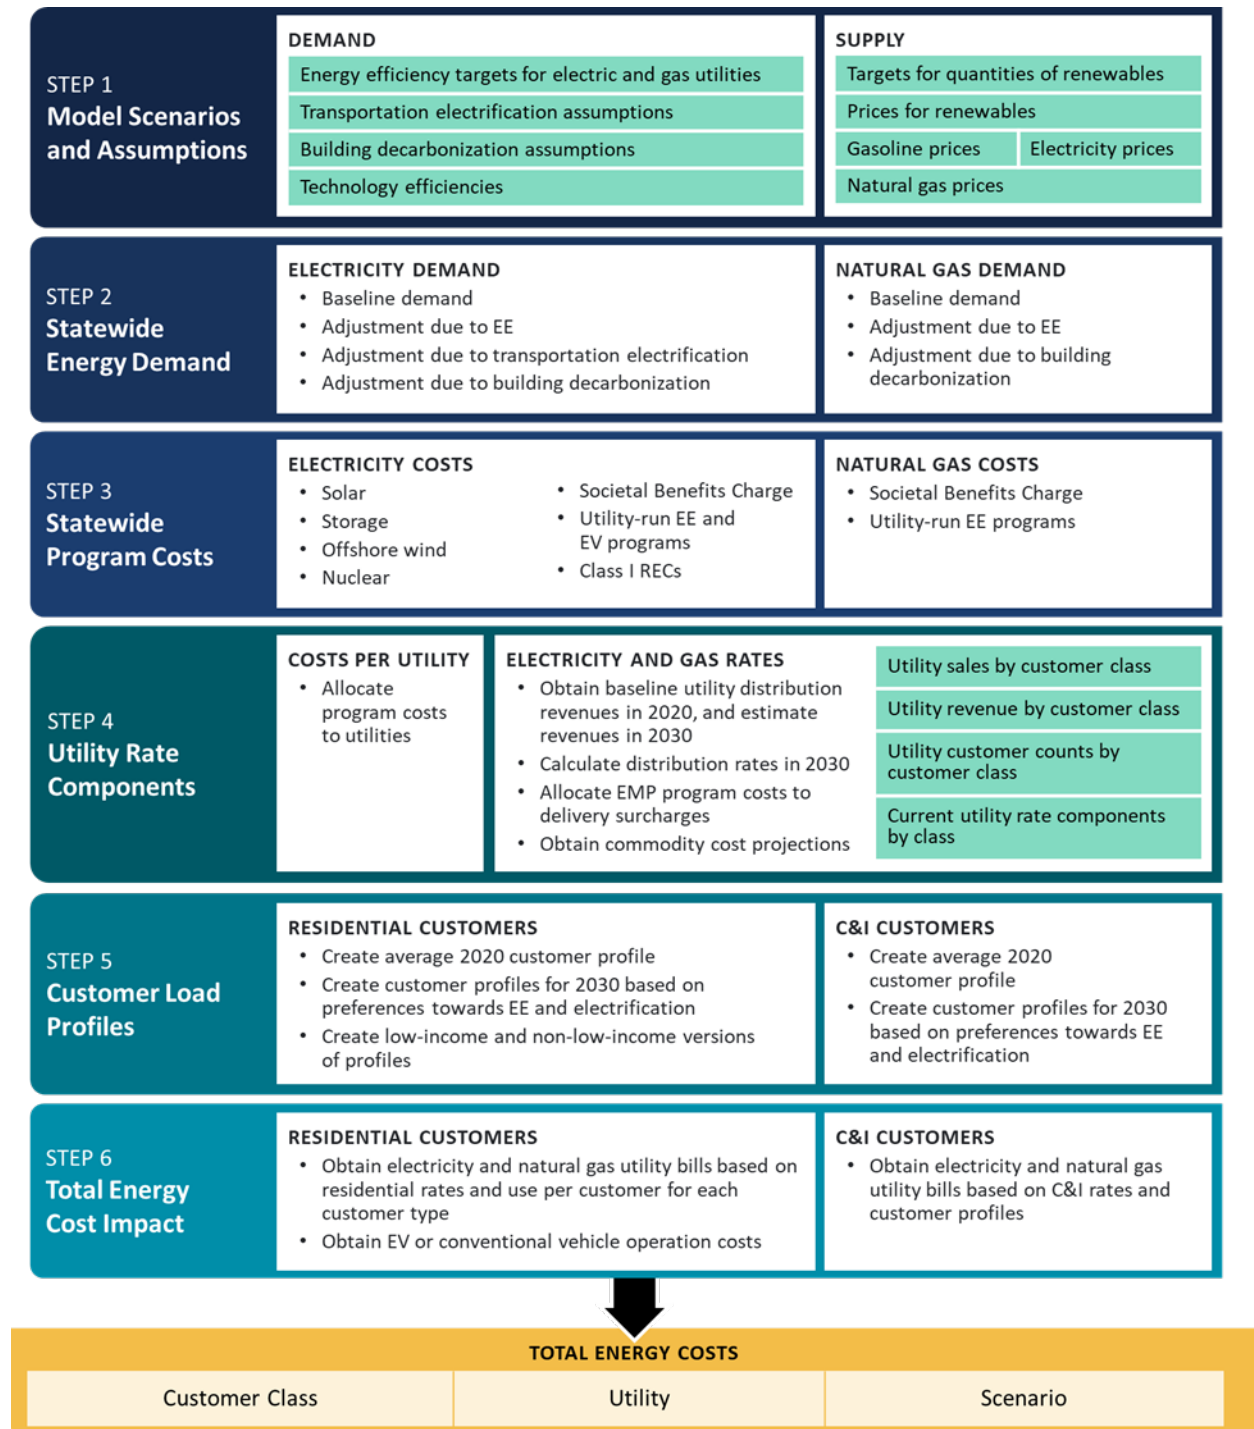 STEP 1
Model Scenarios
and Assumptions
DEMAND
Energy efficiency targets for electric and gas utilities
Transportation electrification assumptions
Building decarbonization assumptions
Technology efficiencies
SUPPLY
Targets for quantities of renewables
Prices for renewables
Gasoline prices
Electricity prices
Natural gas prices
STEP 2
Statewide
Energy Demand
ELECTRICITY DEMAND
• Baseline demand
• Adjustment due to EE
• Adjustment due to transportation electrification
• Adjustment due to building decarbonization
NATURAL GAS DEMAND
• Baseline demand
• Adjustment due to EE
• Adjustment due to building
decarbonization
STEP 3
Statewide
Program Costs
ELECTRICITY COSTS
• Solar
• Storage
• Offshore wind
• Nuclear
• Societal Benefits Charge
• Utility-run EE and
EV programs
• Class I RECs
NATURAL GAS COSTS
• Societal Benefits Charge
• Utility-run EE programs
STEP 4
Utility Rate
Components
COSTS PER UTILITY
• Allocate
program costs
to utilities
ELECTRICITY AND GAS RATES
• Obtain baseline utility distribution
revenues in 2020, and estimate
revenues in 2030
• Calculate distribution rates in 2030
• Allocate EMP program costs to
delivery surcharges
• Obtain commodity cost projections
Utility sales by customer class
Utility revenue by customer class
Utility customer counts by
customer class
Current utility rate components
by class
STEP 5
Customer Load
Profiles
RESIDENTIAL CUSTOMERS
• Create average 2020 customer profile
• Create customer profiles for 2030 based on
preferences towards EE and electrification
• Create low-income and non-low-income versions
of profiles
C&I CUSTOMERS
• Create average 2020
customer profile
• Create customer profiles for 2030
based on preferences towards EE
and electrification
STEP 6
Total Energy
Cost Impact
RESIDENTIAL CUSTOMERS
• Obtain electricity and natural gas utility bills based on
residential rates and use per customer for each
customer type
• Obtain EV or conventional vehicle operation costs
C&I CUSTOMERS
• Obtain electricity and natural gas
utility bills based on C&I rates and
customer profiles
TOTAL ENERGY COSTS
Customer Class
Utility
Scenario